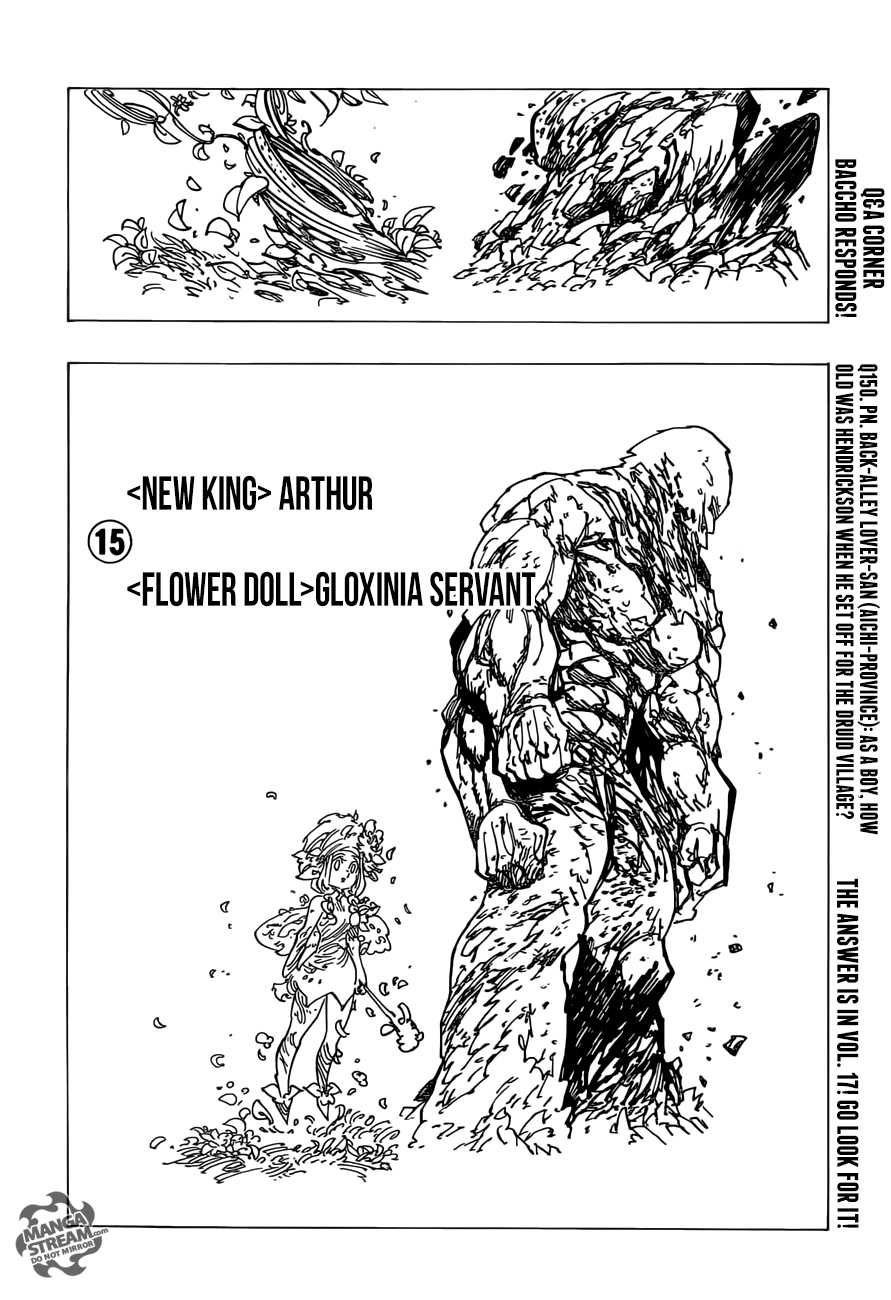 QCA CORNER
BACCHO RESPONDS!
Q150. PN. BACK-ALLEY LOVER-SAN (AICHI-PROVINCE): AS A BOY, HOW
OLD WAS HENDRICKSON WHEN HE SET OFF FOR THE DRUID VILLAGE?
THE ANSWER IS IN VOL. 17! GO LOOK FOR IT!
<NEW KING> ARTHUR
15
<FLOWER DOLL>GLOXINIA SERVANT
MANGA
STREAM.com
DO NOT MIRROR